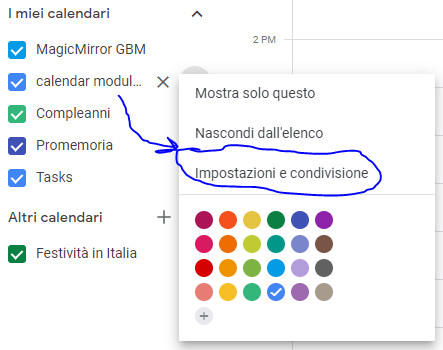 I miei calendari
2 PM
MagicMirror GBM
calendar modul...
Mostra solo questo
Compleanni
Nascondi dall'elenco
Promemoria
Impostazioni e condivisione
Tasks
Altri calendari
Festività in Italia